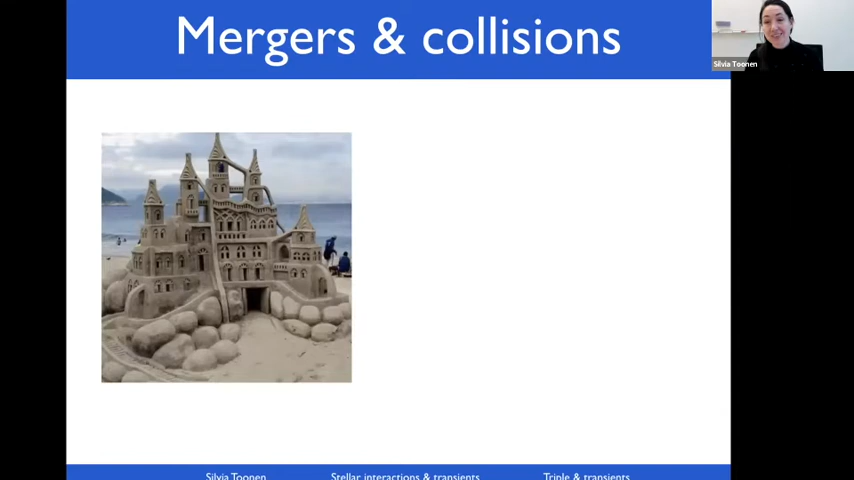 Mergers & collisions
Silvia Toonen
Silvia Toonen
Stellar interactions & transients
Triple & transients